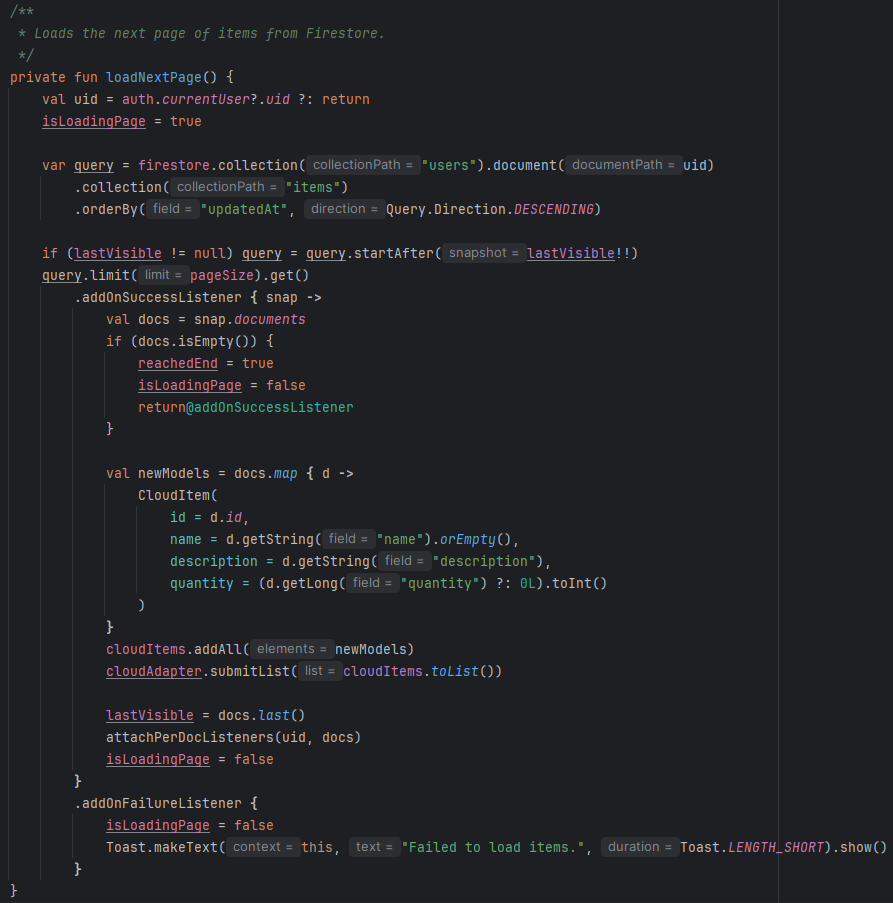 /**
 * Loads the next page of items from Firestore.
 */
private fun loadNextPage() {
    val uid = auth.currentUser?.uid ?: return
    isLoadingPage = true

    var query = firestore.collection( collectionPath = "users").document( documentPath = uid)
        .collection( collectionPath = "items")
        .orderBy( field = "updatedAt",  direction = Query.Direction.DESCENDING)

    if (lastVisible != null) query = query.startAfter( snapshot = lastVisible!!)
    query.limit( limit = pageSize).get()
        .addOnSuccessListener { snap ->
            val docs = snap.documents
            if (docs.isEmpty()) {
                reachedEnd = true
                isLoadingPage = false
                return@addOnSuccessListener
            }

            val newModels = docs.map { d ->
                CloudItem(
                    id = d.id,
                    name = d.getString( field = "name").orEmpty(),
                    description = d.getString( field = "description"),
                    quantity = (d.getLong( field = "quantity") ?: 0L).toInt()
                )
            }
            cloudItems.addAll( elements = newModels)
            cloudAdapter.submitList( list = cloudItems.toList())

            lastVisible = docs.last()
            attachPerDocListeners(uid, docs)
            isLoadingPage = false
        }
        .addOnFailureListener {
            isLoadingPage = false
            Toast.makeText( context = this,  text = "Failed to load items.",  duration = Toast.LENGTH_SHORT).show()
        }
}